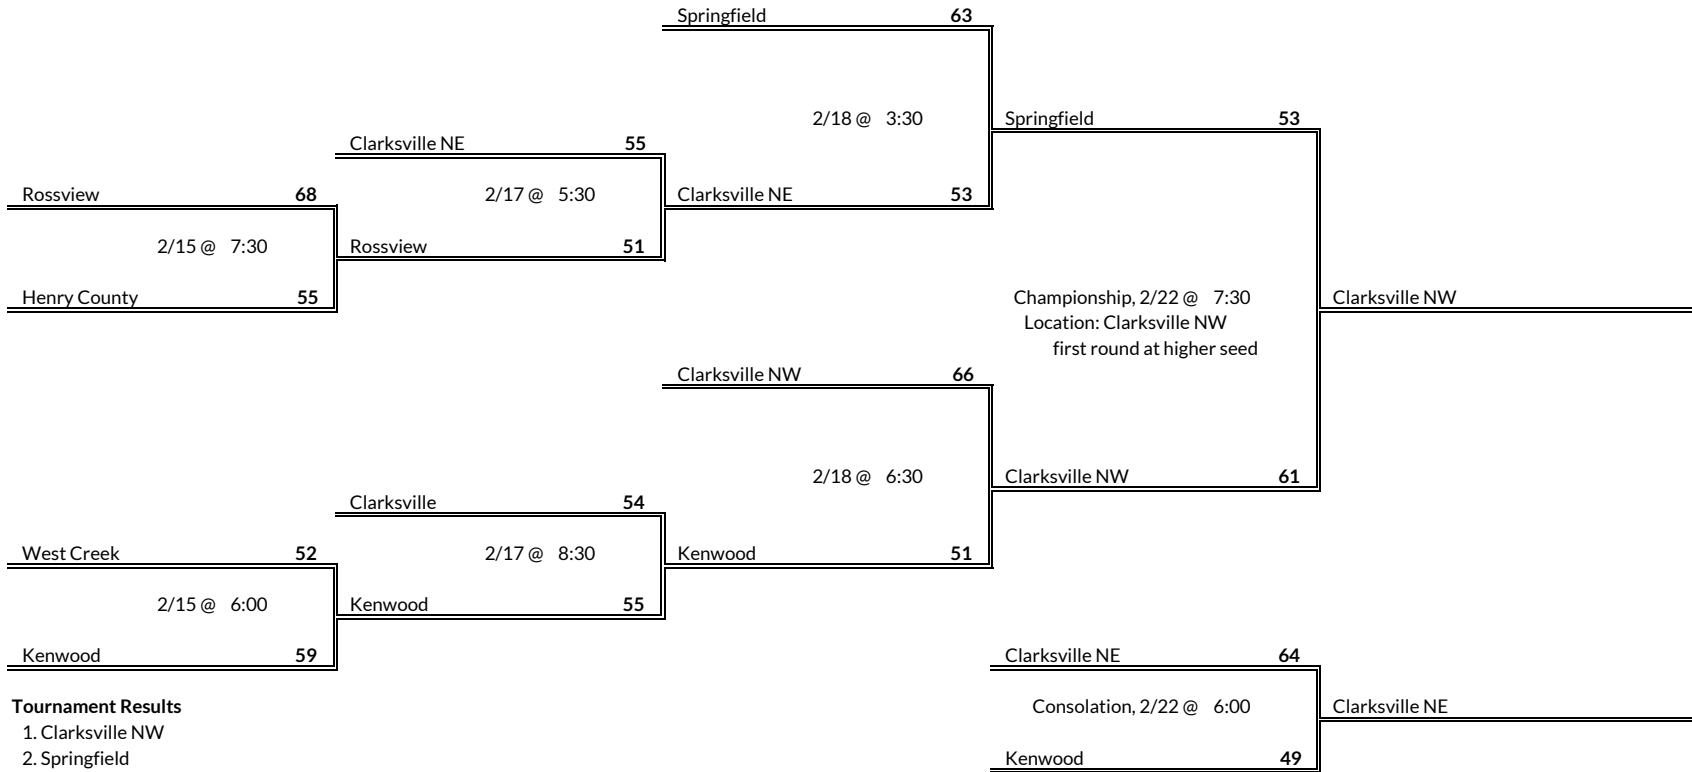 Springfield 63
2/18 @ 3:30 Springfield 53
Clarksville NE 55
Rossview 68 2/17 @ 5:30 Clarksville NE 53
2/15 @ 7:30 Rossview 51
Henry County 55 Championship, 2/22 @ 7:30 Clarksville NW
Location: Clarksville NW
first round at higher seed
Clarksville NW 66
2/18 @ 6:30 Clarksville NW 61
Clarksville 54
West Creek 52 2/17 @ 8:30 Kenwood 51
2/15 @ 6:00 Kenwood 55
Kenwood 59 Clarksville NE 64
Tournament Results Consolation, 2/22 @ 6:00 Clarksville NE
1. Clarksville NW
2. Springfield Kenwood 49